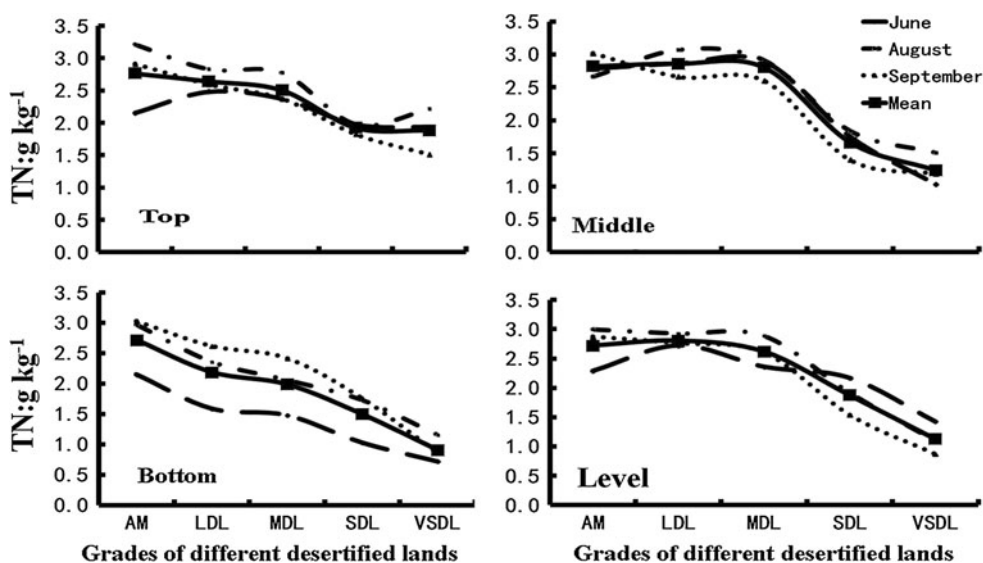 TN:g kg-1
3.5
3.0
2.5
2.0
1.5
1.0
0.5
0.0
Top
3.5
3.0
2.5
2.0
1.5
1.0
0.5
0.0
Middle
June
August
September
Mean
TN:g kg-1
3.5
3.0
2.5
2.0
1.5
1.0
0.5
0.0
Bottom
AM LDL MDL SDL VSDL
Grades of different desertified lands
3.5
3.0
2.5
2.0
1.5
1.0
0.5
0.0
Level
AM LDL MDL SDL VSDL
Grades of different desertified lands